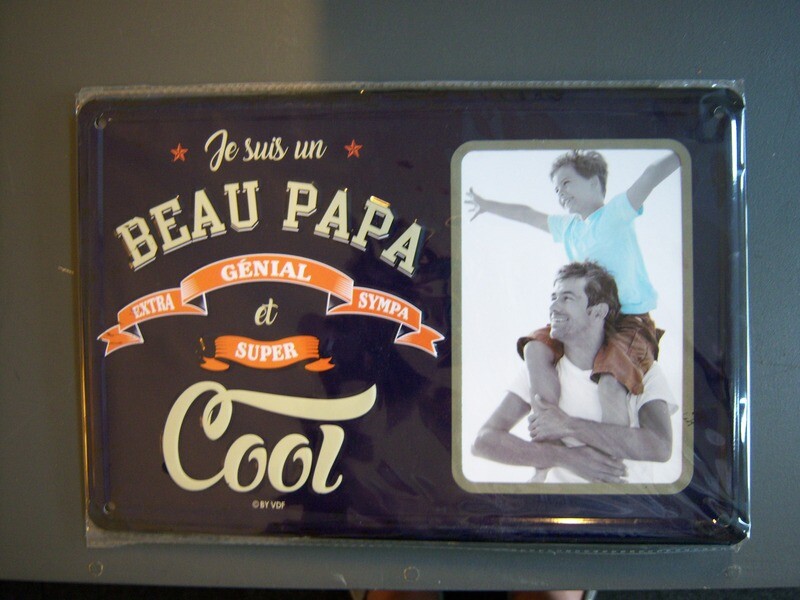 Je suis un
BEAU PAPA
EXTRA GÉNIAL SYMPA
et
SUPER
Cool
© BY VDF